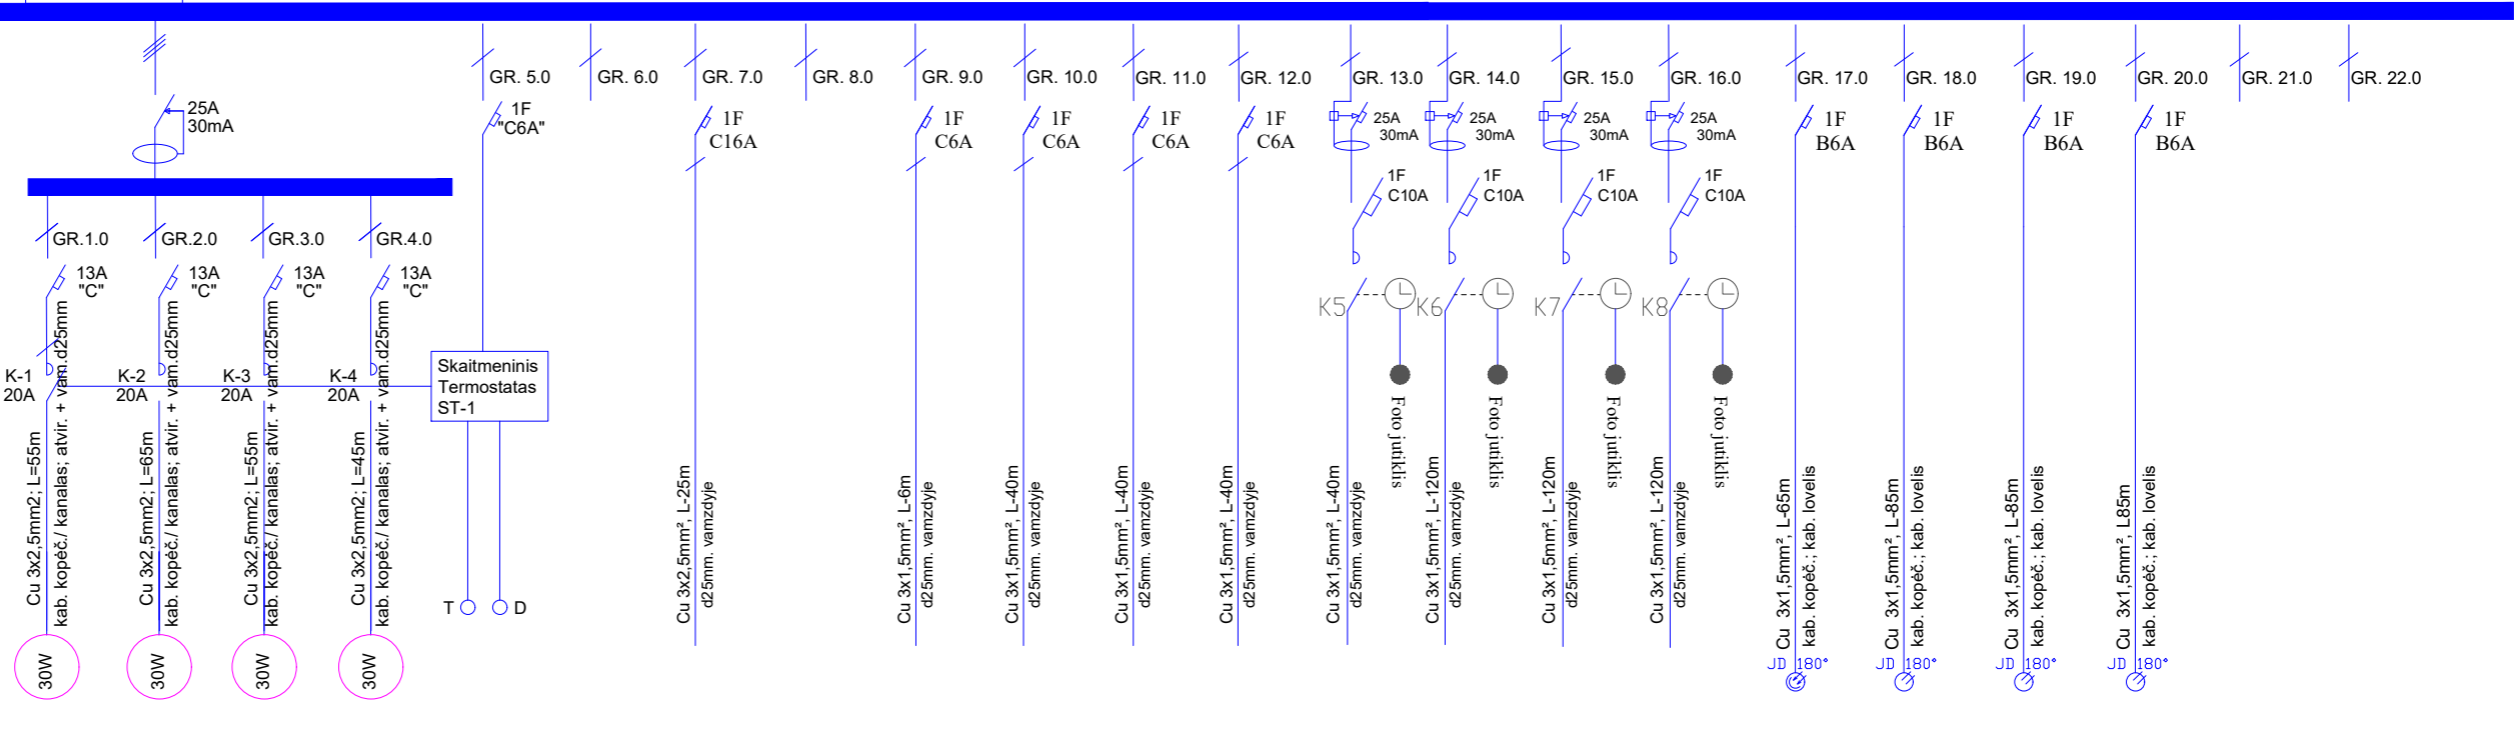 GR. 5.0
GR. 6.0
GR. 7.0
GR. 8.0
GR. 9.0
GR. 10.0
GR. 11.0
GR. 12.0
GR. 13.0
GR. 14.0
GR. 15.0
GR. 16.0
GR. 17.0
GR. 18.0
GR. 19.0
GR. 20.0
GR. 21.0
GR. 22.0
25A
30mA
1F
"C6A"
1F
C16A
1F
C6A
1F
C6A
1F
C6A
1F
C6A
25A
30mA
25A
30mA
25A
30mA
25A
30mA
1F
B6A
1F
B6A
1F
B6A
1F
B6A
1F
C10A
1F
C10A
1F
C10A
1F
C10A
GR.1.0
GR.2.0
GR.3.0
GR.4.0
13A
"C"
13A
"C"
13A
"C"
13A
"C"
K5
K6
K7
K8
K-1
20A
K-2
20A
K-3
20A
K-4
20A
Skaitmeninis
Termostatas
ST-1
Foto jutiklis
Foto jutiklis
Foto jutiklis
Foto jutiklis
Cu 3x2,5mm2; L=55m
kab. kopėč./ kanalas; atvir. + vam.d25mm
Cu 3x2,5mm2; L=65m
kab. kopėč./ kanalas; atvir. + vam.d25mm
Cu 3x2,5mm2; L=55m
kab. kopėč./ kanalas; atvir. + vam.d25mm
Cu 3x2,5mm2; L=45m
kab. kopėč./ kanalas; atvir. + vam.d25mm
T
D
Cu 3x2,5mm², L-25m
d25mm. vamzdyje
Cu 3x1,5mm², L-6m
d25mm. vamzdyje
Cu 3x1,5mm², L-40m
d25mm. vamzdyje
Cu 3x1,5mm², L-40m
d25mm. vamzdyje
Cu 3x1,5mm², L-40m
d25mm. vamzdyje
Cu 3x1,5mm², L-40m
d25mm. vamzdyje
Cu 3x1,5mm², L-120m
d25mm. vamzdyje
Cu 3x1,5mm², L-120m
d25mm. vamzdyje
Cu 3x1,5mm², L-120m
d25mm. vamzdyje
Cu 3x1,5mm², L-65m
kab. kopėč.; kab. lovelis
Cu 3x1,5mm², L-85m
kab. kopėč.; kab. lovelis
Cu 3x1,5mm², L-85m
kab. kopėč.; kab. lovelis
Cu 3x1,5mm², L85m
kab. kopėč.; kab. lovelis
30W
30W
30W
30W
JD 180°
JD 180°
JD 180°
JD 180°